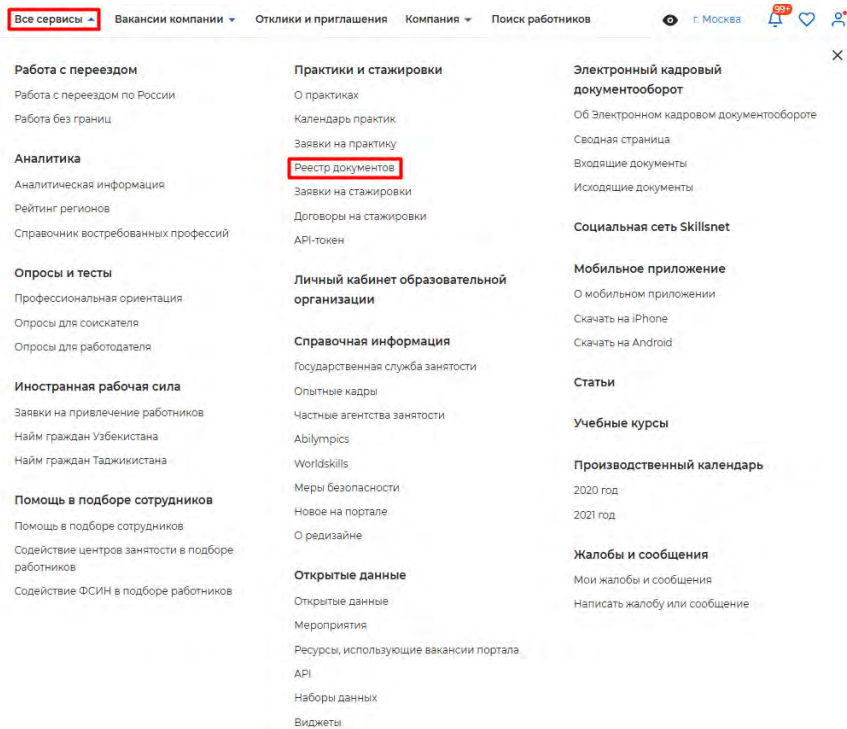 Все сервисы Вакансии компании Отклики и приглашения Компания Поиск работников г. Москва 99+
Работа с переездом
Работа с переездом по России
Работа без границ
Аналитика
Аналитическая информация
Рейтинг регионов
Справочник востребованных профессий
Опросы и тесты
Профессиональная ориентация
Опросы для соискателя
Опросы для работодателя
Иностранная рабочая сила
Заявки на привлечение работников
Найм граждан Узбекистана
Найм граждан Таджикистана
Помощь в подборе сотрудников
Помощь в подборе сотрудников
Содействие центров занятости в подборе
работников
Содействие ФСИН в подборе работников
Практики и стажировки
О практиках
Календарь практик
Заявки на практику
Реестр документов
Заявки на стажировки
Договоры на стажировки
API-токен
Личный кабинет образовательной
организации
Справочная информация
Государственная служба занятости
Опытные кадры
Частные агентства занятости
Abilympics
Worldskills
Меры безопасности
Новое на портале
О редизайне
Открытые данные
Открытые данные
Мероприятия
Ресурсы, использующие вакансии портала
API
Наборы данных
Виджеты
Электронный кадровый
документооборот
Об Электронном кадровом документообороте
Сводная страница
Входящие документы
Исходящие документы
Социальная сеть Skillsnet
Мобильное приложение
О мобильном приложении
Скачать на iPhone
Скачать на Android
Статьи
Учебные курсы
Производственный календарь
2020 год
2021 год
Жалобы и сообщения
Мои жалобы и сообщения
Написать жалобу или сообщение